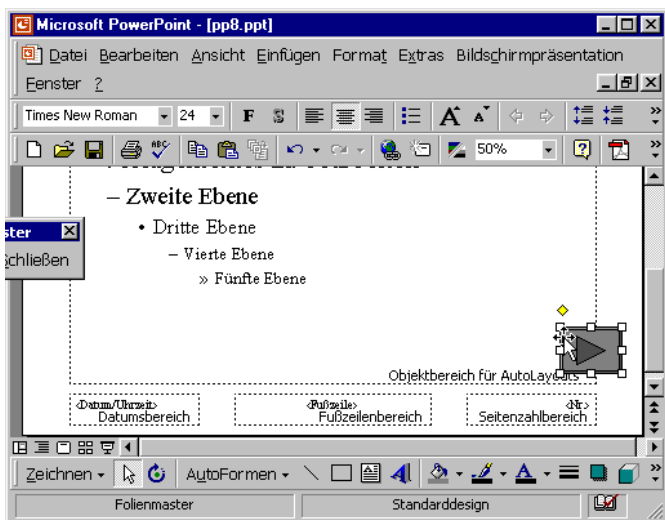 Microsoft PowerPoint - [pp8.ppt]
Datei Bearbeiten Ansicht Einfügen Format Extras Bildschirmpräsentation
Fenster ?
Times New Roman 24 F S A A
ABC 50% ?
– Zweite Ebene
• Dritte Ebene
– Vierte Ebene
» Fünfte Ebene
ster
Schließen
Objektbereich für AutoLayouts
<Datum/Uhrzeit> <Fußzeile> <Nr.>
Datumsbereich Fußzeilenbereich Seitenzahlbereich
Zeichnen AutoFormen A A
Folienmaster Standarddesign